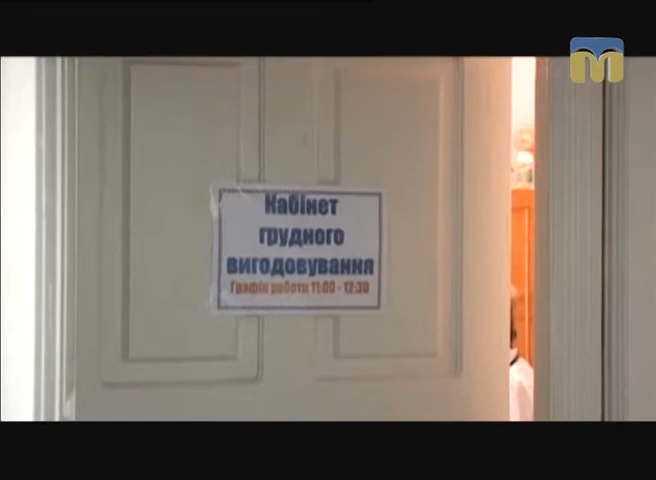 Кабінет
грудного
вигодовування
Графік роботи 11:00 - 12:30